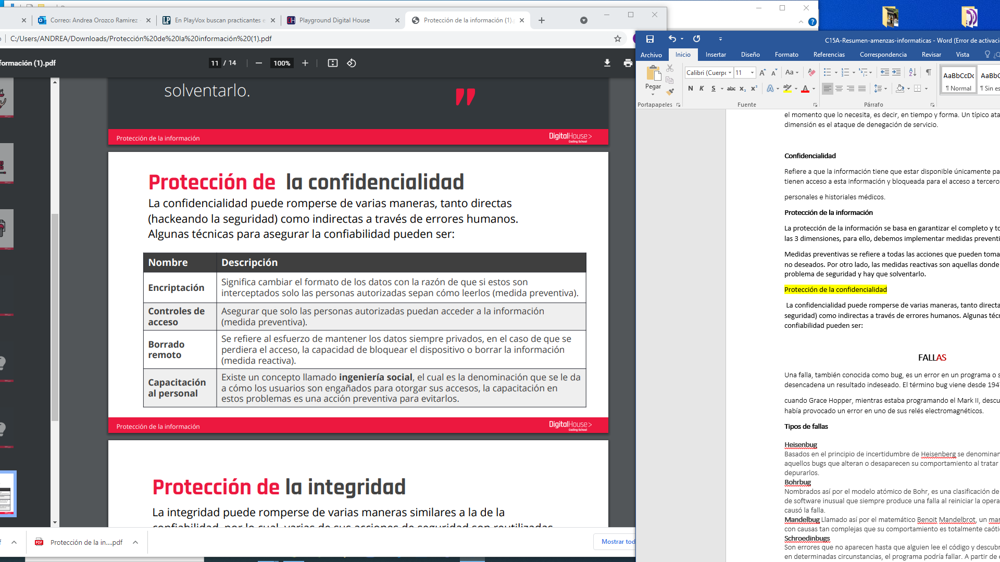 Correo: Andrea Orozco Ramirez -
En PlayVox buscan practicantes e
Playground Digital House
Protección de la información (1).p
C:/Users/ANDREA/Downloads/Protección%20de%20la%20información%20(1).pdf
formación (1).pdf
11 / 14
100%
solventarlo.
"
Protección de la información
DigitalHouse>
Coding School
Protección de la confidencialidad
La confidencialidad puede romperse de varias maneras, tanto directas
(hackeando la seguridad) como indirectas a través de errores humanos.
Algunas técnicas para asegurar la confiabilidad pueden ser:
Nombre Descripción
Encriptación
Significa cambiar el formato de los datos con la razón de que si estos son
interceptados solo las personas autorizadas sepan cómo leerlos (medida preventiva).
Controles de
acceso
Asegurar que solo las personas autorizadas puedan acceder a la información
(medida preventiva).
Borrado
remoto
Se refiere al esfuerzo de mantener los datos siempre privados, en el caso de que se
perdiera el acceso, la capacidad de bloquear el dispositivo o borrar la información
(medida reactiva).
Capacitación
al personal
Existe un concepto llamado ingeniería social, el cual es la denominación que se le da
a cómo los usuarios son engañados para otorgar sus accesos, la capacitación en
estos problemas es una acción preventiva para evitarlos.
Protección de la información
DigitalHouse>
Coding School
Protección de la integridad
La integridad puede romperse de varias maneras similares a la de la
confiabilidad, por lo cual, varias de sus acciones de seguridad son reutilizadas
Protección de la in....pdf
Mostrar tod
C15A-Resumen-amenzas-informaticas - Word (Error de activació
Archivo Inicio Insertar Diseño Formato Referencias Correspondencia Revisar Vista
Pegar
Calibri (Cuerpo 11
Aa
N K S abc x₂ x²
A A
AaBbCcDc AaBbCc
¶ Normal ¶ Sin es
Portapapeles Fuente Párrafo
el momento que lo necesita, es decir, en tiempo y forma. Un típico ata
dimensión es el ataque de denegación de servicio.
Confidencialidad
Refiere a que la información tiene que estar disponible únicamente pa
tienen acceso a esta información y bloqueada para el acceso a tercero
personales e historiales médicos.
Protección de la información
La protección de la información se basa en garantizar el completo y to
las 3 dimensiones, para ello, debemos implementar medidas preventi
Medidas preventivas se refiere a todas las acciones que pueden toma
no deseados. Por otro lado, las medidas reactivas son aquellas donde
problema de seguridad y hay que solventarlo.
Protección de la confidencialidad
La confidencialidad puede romperse de varias maneras, tanto directa
seguridad) como indirectas a través de errores humanos. Algunas técn
confiabilidad pueden ser:
FALLAS
Una falla, también conocida como bug, es un error en un programa o s
desencadena un resultado indeseado. El término bug viene desde 1947
cuando Grace Hopper, mientras estaba programando el Mark II, descu
había provocado un error en uno de sus relés electromagnéticos.
Tipos de fallas
Heisenbug
Basados en el principio de incertidumbre de Heisenberg se denominan
aquellos bugs que alteran o desaparecen su comportamiento al tratar
depurarlos.
Bohrbug
Nombrados así por el modelo atómico de Bohr, es una clasificación de
de software inusual que siempre produce una falla al reiniciar la opera
causó la falla.
Mandelbug Llamado así por el matemático Benoit Mandelbrot, un man
con causas tan complejas que su comportamiento es totalmente caóti
Schroedinbugs
Son errores que no aparecen hasta que alguien lee el código y descubr
en determinadas circunstancias, el programa podría fallar. A partir de e